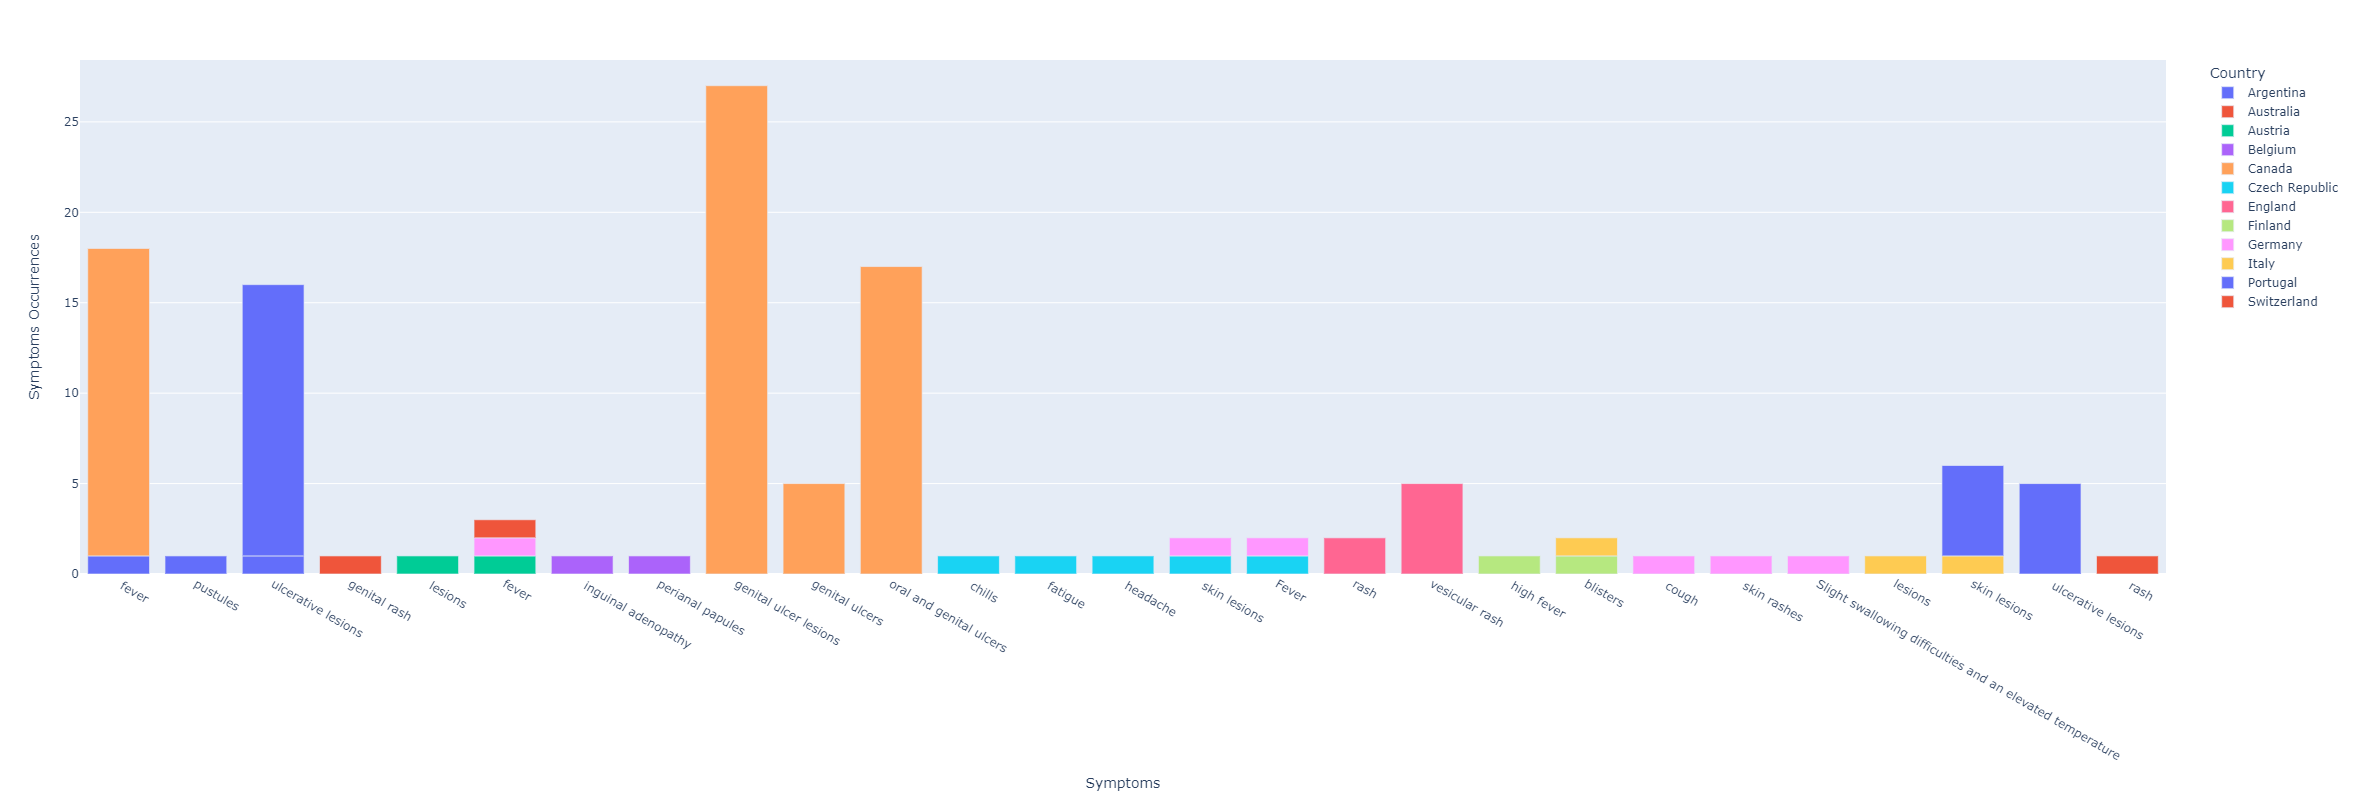 Symptoms Occurrences
25
20
15
10
5
0
fever
pustules
ulcerative lesions
genital rash
lesions
fever
inguinal adenopathy
perianal papules
genital ulcer lesions
genital ulcers
oral and genital ulcers
chills
fatigue
headache
skin lesions
Fever
rash
vesicular rash
high fever
blisters
cough
skin rashes
Slight swallowing difficulties and an elevated temperature
lesions
skin lesions
ulcerative lesions
rash
Symptoms
Country
Argentina
Australia
Austria
Belgium
Canada
Czech Republic
England
Finland
Germany
Italy
Portugal
Switzerland